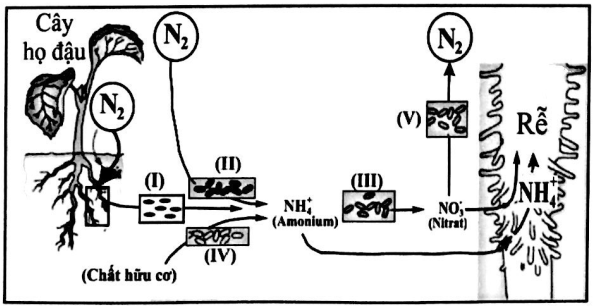 Cây
họ đậu
N₂
N₂
N₂
(I)
(II)
(III)
(IV)
(V)
NH₄⁺
(Amonium)
NO₃⁻
(Nitrat)
(Chất hữu cơ)
Rễ
NH₄⁺